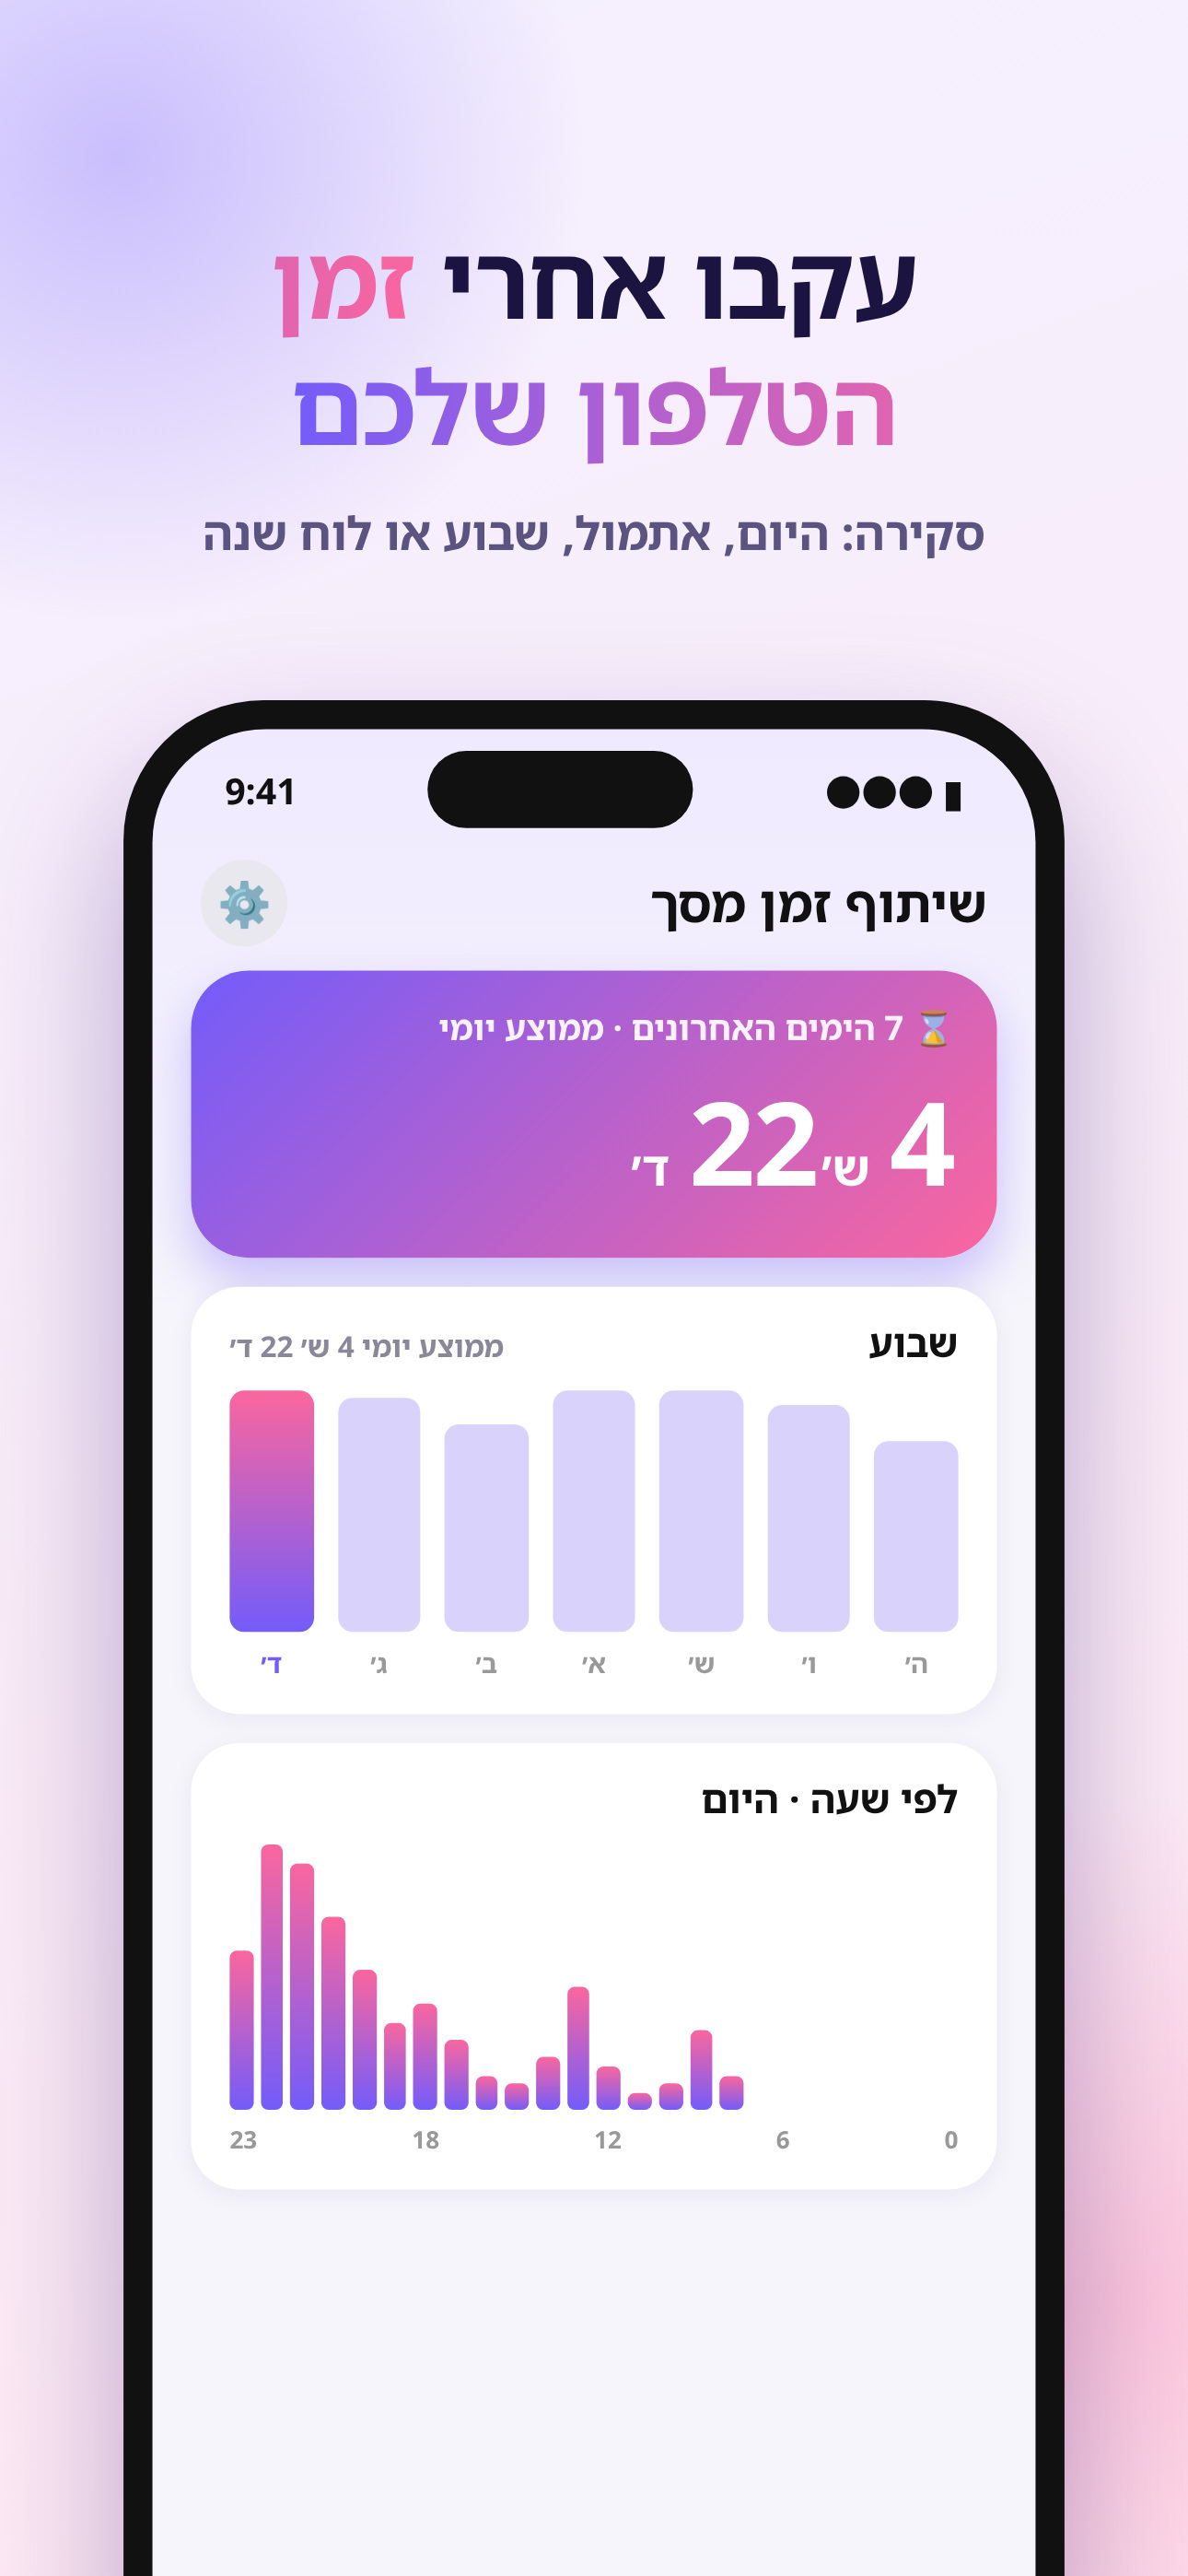 עקבו אחרי זמן
הטלפון שלכם
סקירה: היום, אתמול, שבוע או לוח שנה
9:41
שיתוף זמן מסך
7 הימים האחרונים · ממוצע יומי
4 ש׳ 22 ד׳
שבוע
ממוצע יומי 4 ש׳ 22 ד׳
ה׳ ו׳ ש׳ א׳ ב׳ ג׳ ד׳
לפי שעה · היום
0 6 12 18 23